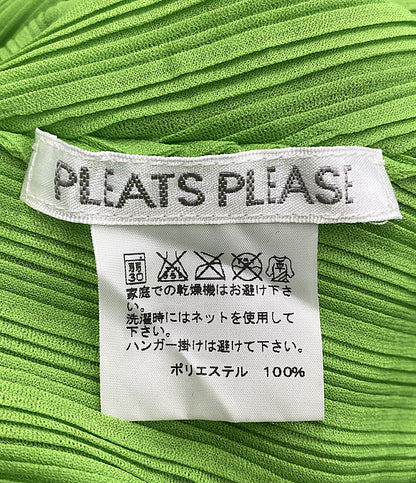 PLEATS PLEASE
30
家庭での乾燥機はお避け下さ
い。
洗濯時にはネットを使用して
下さい。
ハンガー掛けは避けて下さい。
ポリエステル 100%